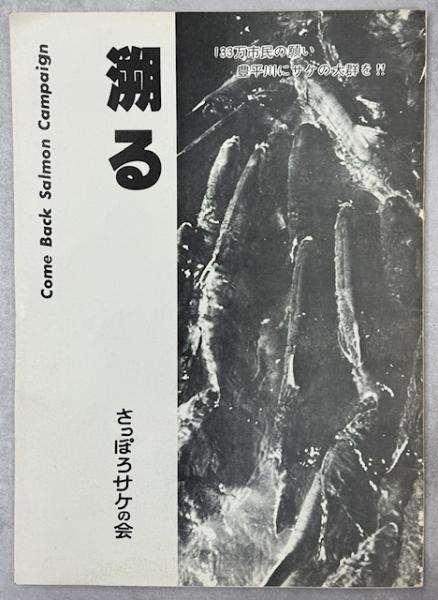 133万市民の願い
豊平川にサケの大群を!!
溯る
Come Back Salmon Campaign
さっぽろサケの会